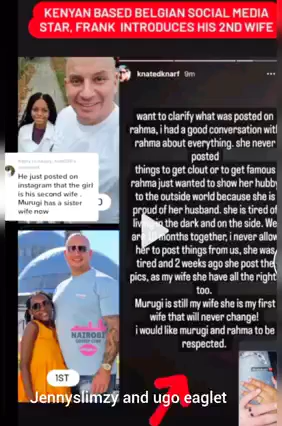 KENYAN BASED BELGIAN SOCIAL MEDIA
STAR, FRANK INTRODUCES HIS 2ND WIFE
knatedknarf 9m
He just posted on
instagram that the girl
is his second wife .
Murugi has a sister
wife now
want to clarify what was posted on
rahma, i had a good conversation with
rahma about everything. she never
posted
things to get clout or to get famous
rahma just wanted to show her hubby
to the outside world because she is
proud of her husband. she is tired of
living in the dark and on the side. We
are months together, i never allow
her to post things from us, she was
tired and 2 weeks ago she post the
pics, as my wife she have all the right
too.
Murugi is still my wife she is my first
wife that will never change!
i would like murugi and rahma to be
respected.
NAIROBI
1ST
Jennyslimzy and ugo eaglet